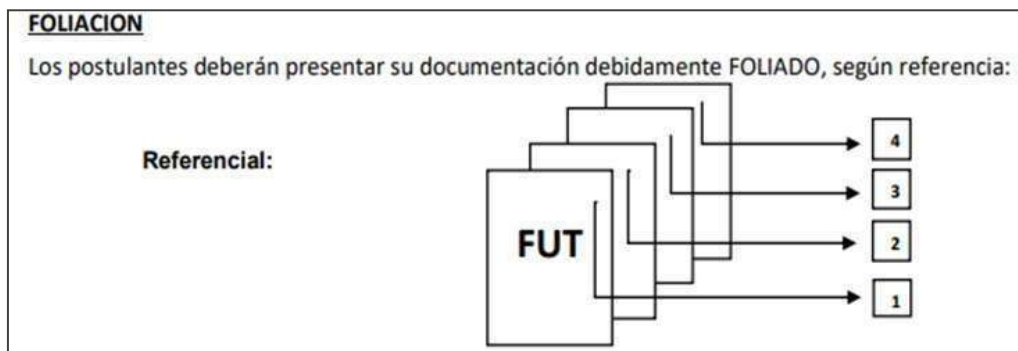 FOLIACION
Los postulantes deberán presentar su documentación debidamente FOLIADO, según referencia:
Referencial:
FUT
4
3
2
1